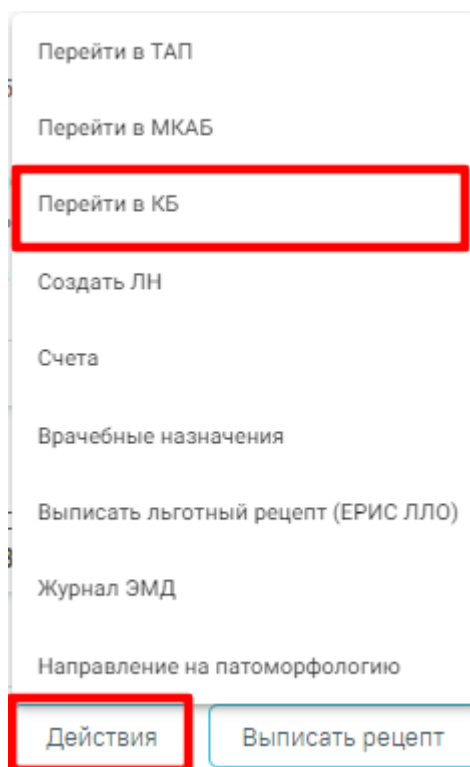 Перейти в ТАП
Перейти в МКАБ
Перейти в КБ
Создать ЛН
Счета
Врачебные назначения
Выписать льготный рецепт (ЕРИС ЛЛО)
Журнал ЭМД
Направление на патоморфологию
Действия
Выписать рецепт